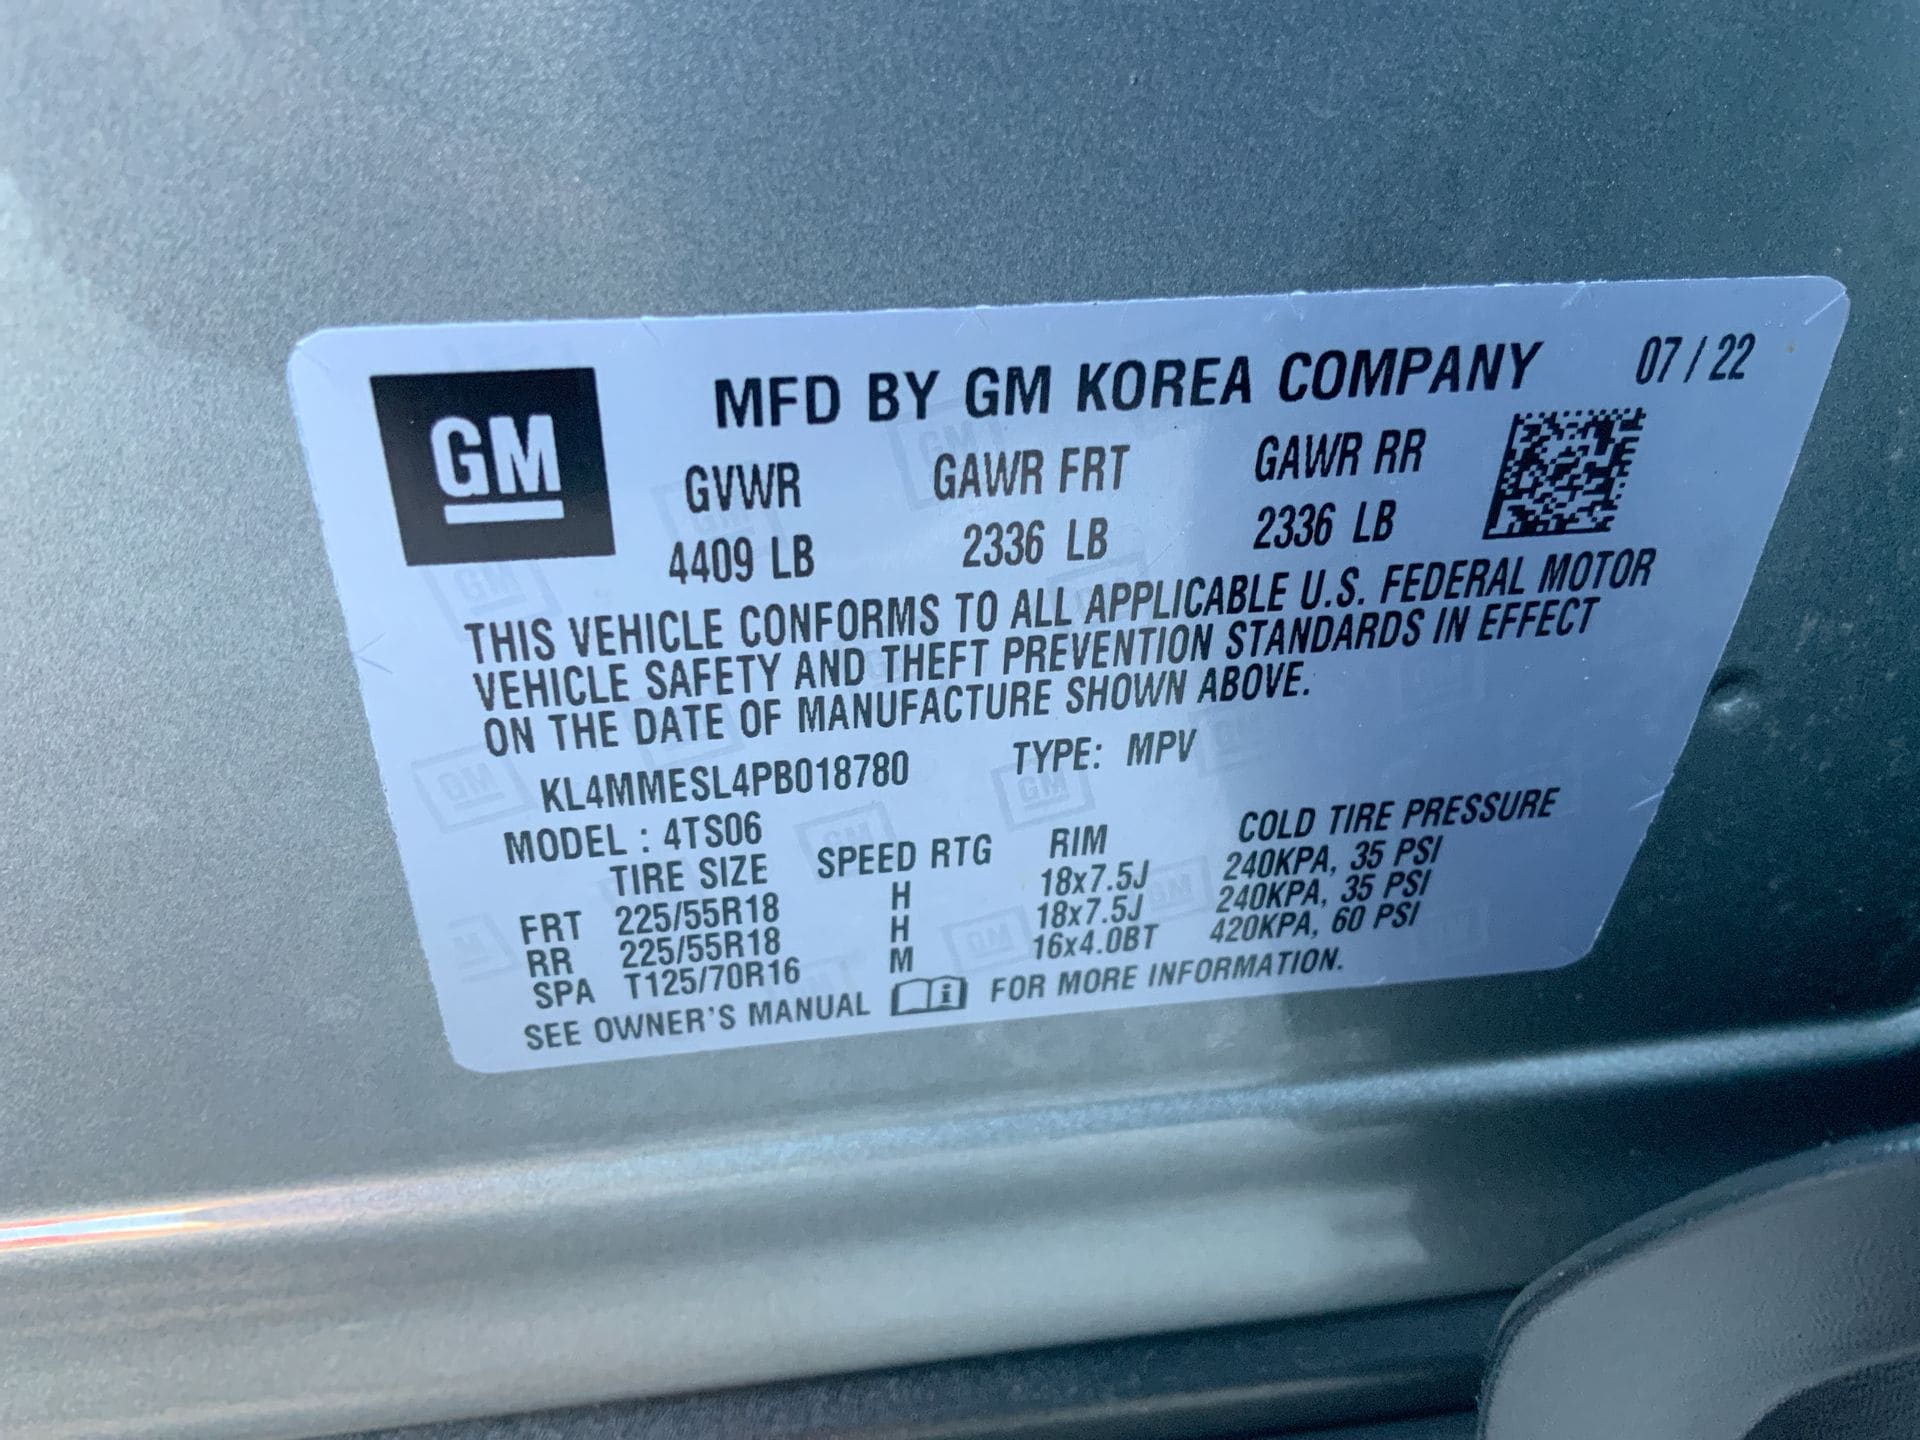 GM
MFD BY GM KOREA COMPANY 07/22
GVWR GAWR FRT GAWR RR
4409 LB 2336 LB 2336 LB
THIS VEHICLE CONFORMS TO ALL APPLICABLE U.S. FEDERAL MOTOR
VEHICLE SAFETY AND THEFT PREVENTION STANDARDS IN EFFECT
ON THE DATE OF MANUFACTURE SHOWN ABOVE.
KL4MMESL4PB018780 TYPE: MPV
MODEL : 4TS06
TIRE SIZE SPEED RTG RIM COLD TIRE PRESSURE
FRT 225/55R18 H 18x7.5J 240KPA, 35 PSI
RR 225/55R18 H 18x7.5J 240KPA, 35 PSI
SPA T125/70R16 M 16x4.0BT 420KPA, 60 PSI
SEE OWNER'S MANUAL i FOR MORE INFORMATION.